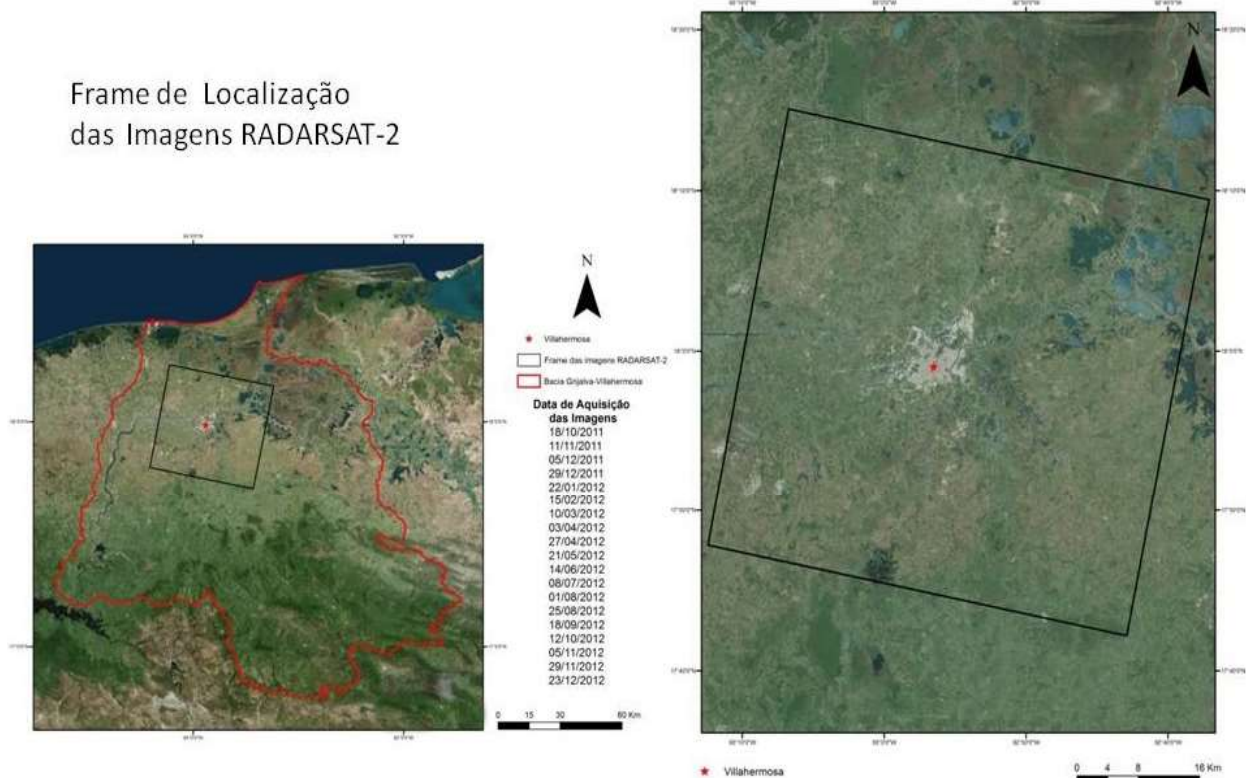 Frame de Localização
das Imagens RADARSAT-2
N
Villahermosa
Frame das imagens RADARSAT-2
Bacia Grijalva-Villahermosa
Data de Aquisição
das Imagens
18/10/2011
11/11/2011
05/12/2011
29/12/2011
22/01/2012
15/02/2012
10/03/2012
03/04/2012
27/04/2012
21/05/2012
14/06/2012
08/07/2012
01/08/2012
25/08/2012
18/09/2012
12/10/2012
05/11/2012
29/11/2012
23/12/2012
0 15 30 60 Km
N
Villahermosa
0 4 8 16 Km